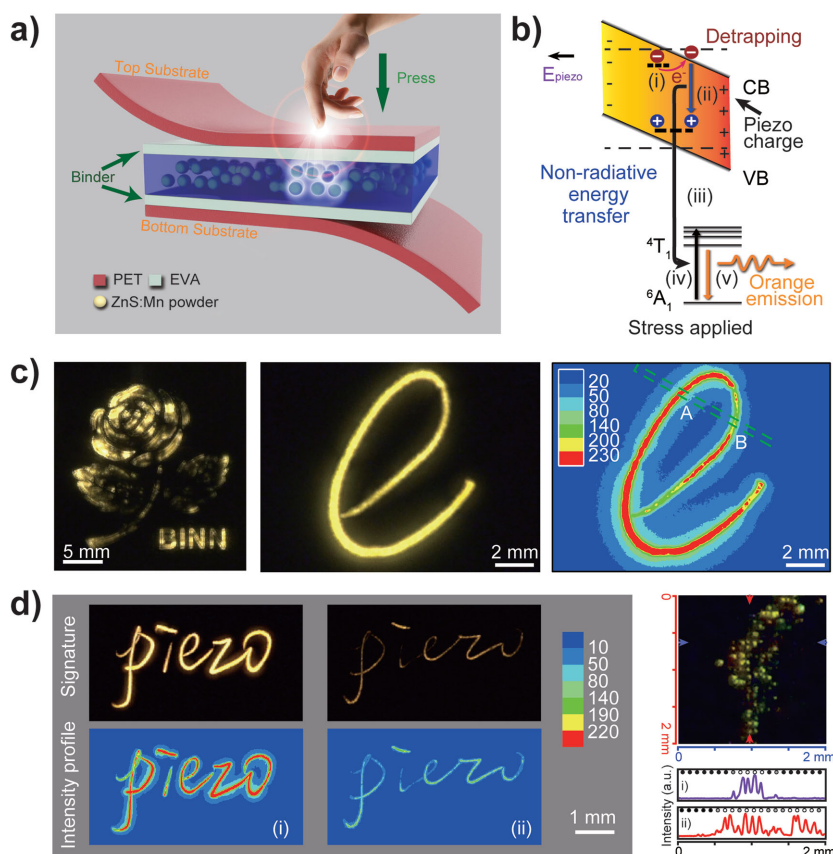 a)
Top Substrate
Press
Binder
Bottom Substrate
PET
EVA
ZnS:Mn powder
b)
Detrapping
Epiezo
(i)
e-
(ii)
CB
Piezo
charge
VB
Non-radiative
energy
transfer
(iii)
4T1
(iv)
(v)
Orange
emission
6A1
Stress applied
c)
BINN
5 mm
2 mm
20
50
80
140
200
230
A
B
2 mm
d)
Signature
piezo
piezo
Intensity profile
piezo
(i)
piezo
(ii)
10
50
80
140
190
220
1 mm
0
2 mm
0
2 mm
Intensity (a.u.)
i)
ii)
0
2 mm